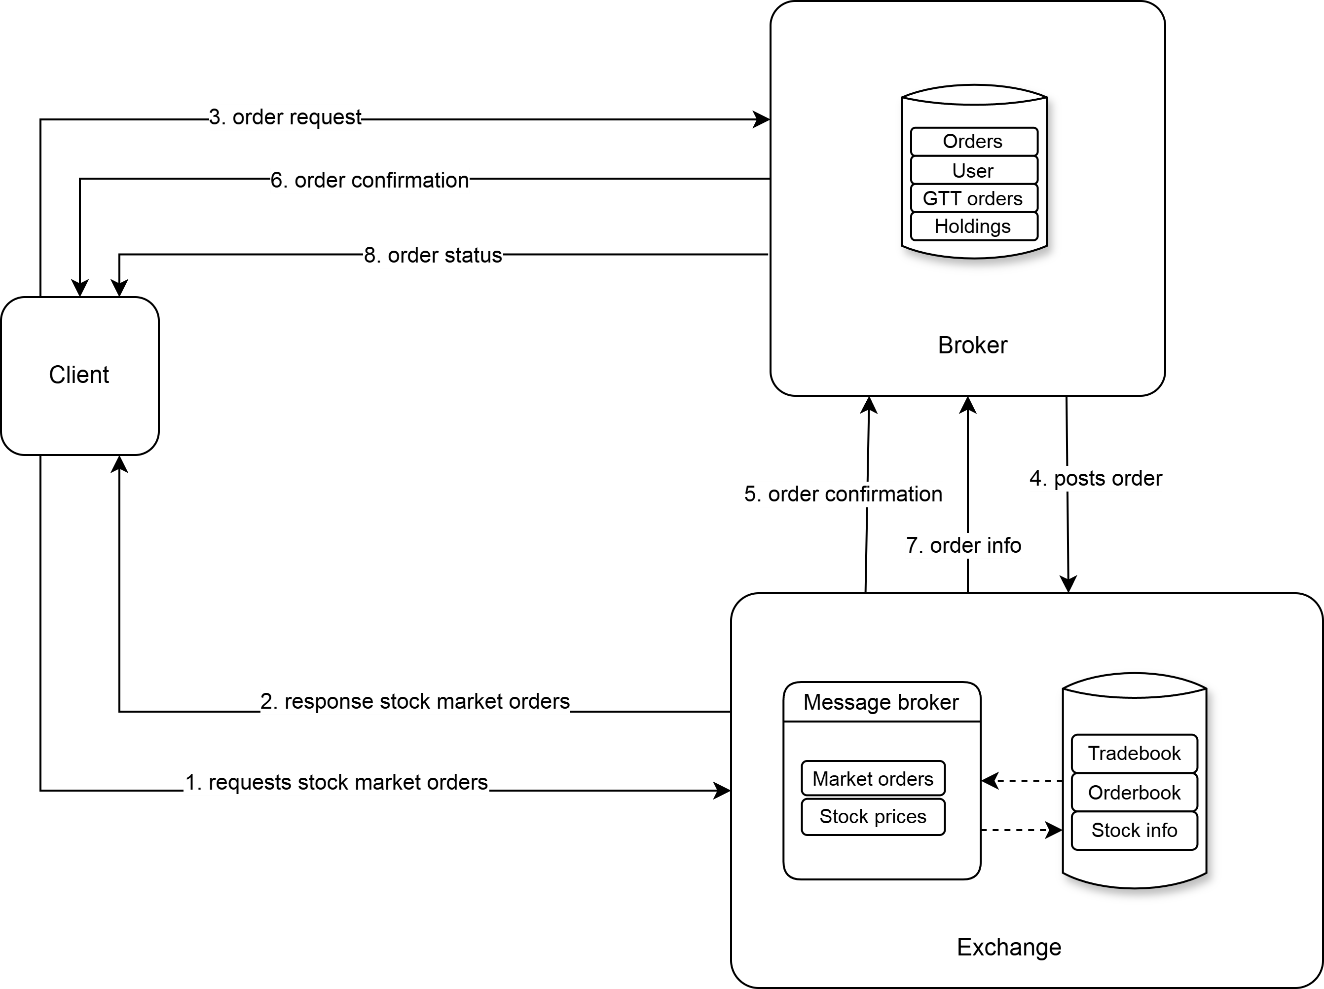 3. order request
Orders
User
GTT orders
Holdings
6. order confirmation
8. order status
Broker
Client
4. posts order
5. order confirmation
7. order info
2. response stock market orders
Message broker
Market orders
Stock prices
Tradebook
Orderbook
Stock info
1. requests stock market orders
Exchange